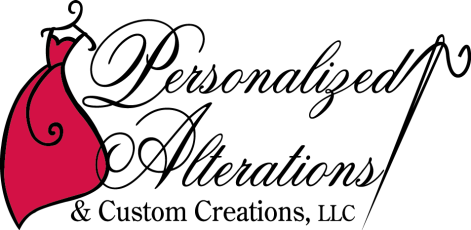 Personalized
Alterations
& Custom Creations, LLC